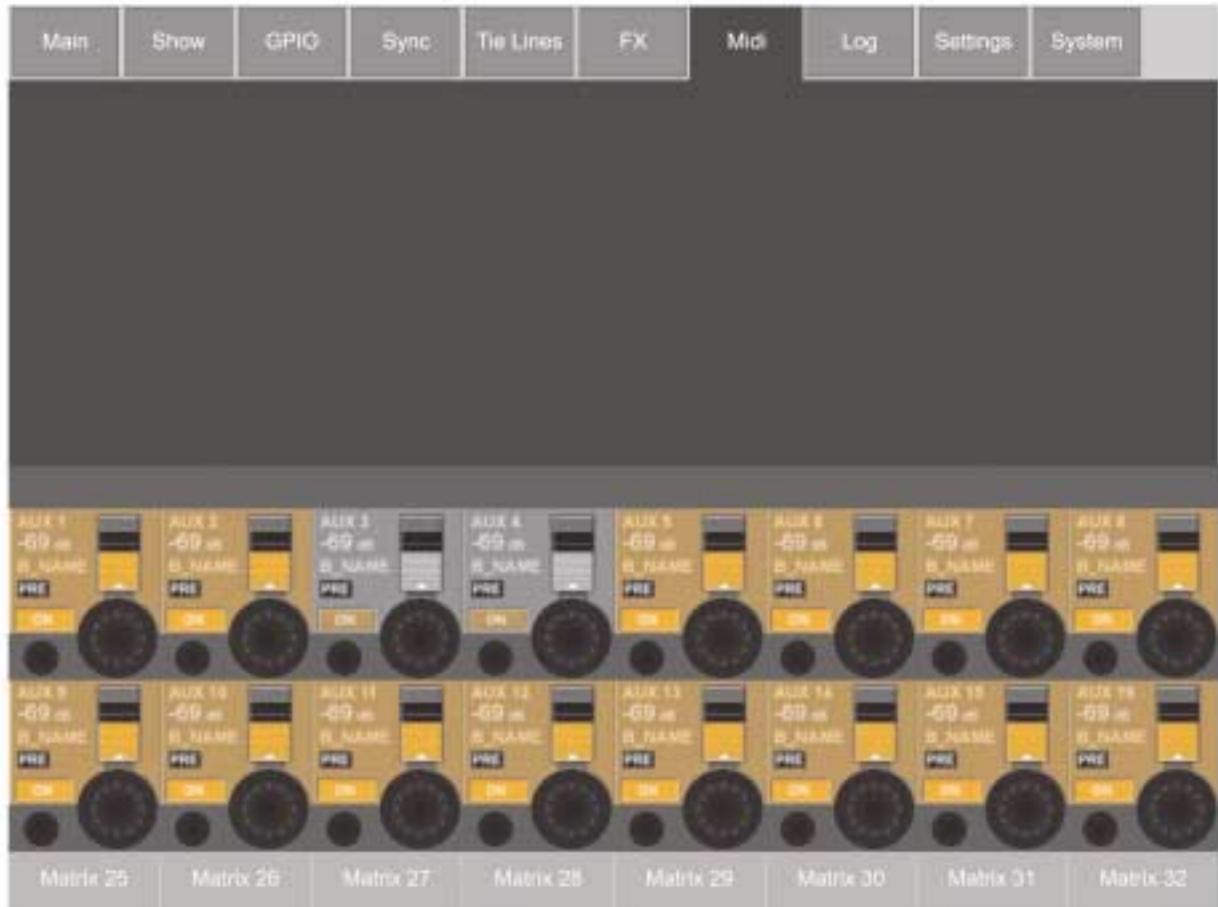 Main Show GPIO Sync Tie Lines FX Midi Log Settings System
AUX 1 AUX 2 AUX 3 AUX 4 AUX 5 AUX 6 AUX 7 AUX 8
-69 dB -69 dB -69 dB -69 dB -69 dB -69 dB -69 dB -69 dB
B_NAME B_NAME B_NAME B_NAME B_NAME B_NAME B_NAME B_NAME
PRE PRE PRE PRE PRE PRE PRE PRE
ON ON ON ON ON ON ON ON
AUX 9 AUX 10 AUX 11 AUX 12 AUX 13 AUX 14 AUX 15 AUX 16
-69 dB -69 dB -69 dB -69 dB -69 dB -69 dB -69 dB -69 dB
B_NAME B_NAME B_NAME B_NAME B_NAME B_NAME B_NAME B_NAME
PRE PRE PRE PRE PRE PRE PRE PRE
ON ON ON ON ON ON ON ON
Matrix 25 Matrix 26 Matrix 27 Matrix 28 Matrix 29 Matrix 30 Matrix 31 Matrix 32